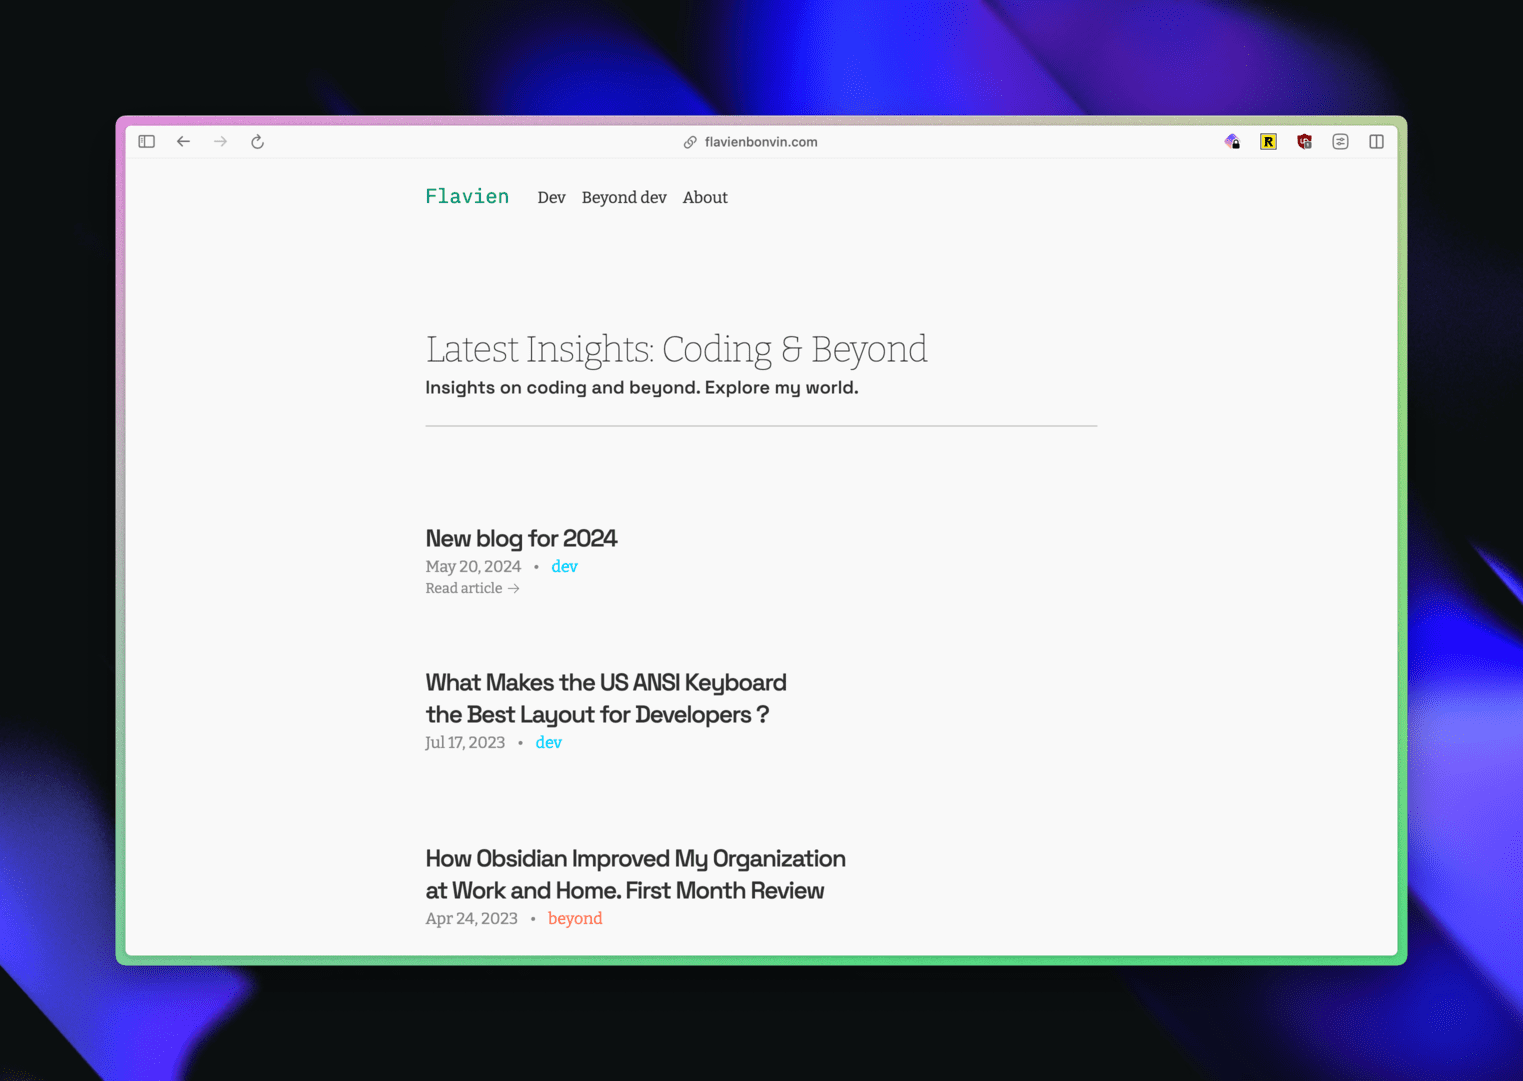 flavienbonvin.com
R
Flavien Dev Beyond dev About
Latest Insights: Coding & Beyond
Insights on coding and beyond. Explore my world.
New blog for 2024
May 20, 2024 • dev
Read article →
What Makes the US ANSI Keyboard
the Best Layout for Developers ?
Jul 17, 2023 • dev
How Obsidian Improved My Organization
at Work and Home. First Month Review
Apr 24, 2023 • beyond